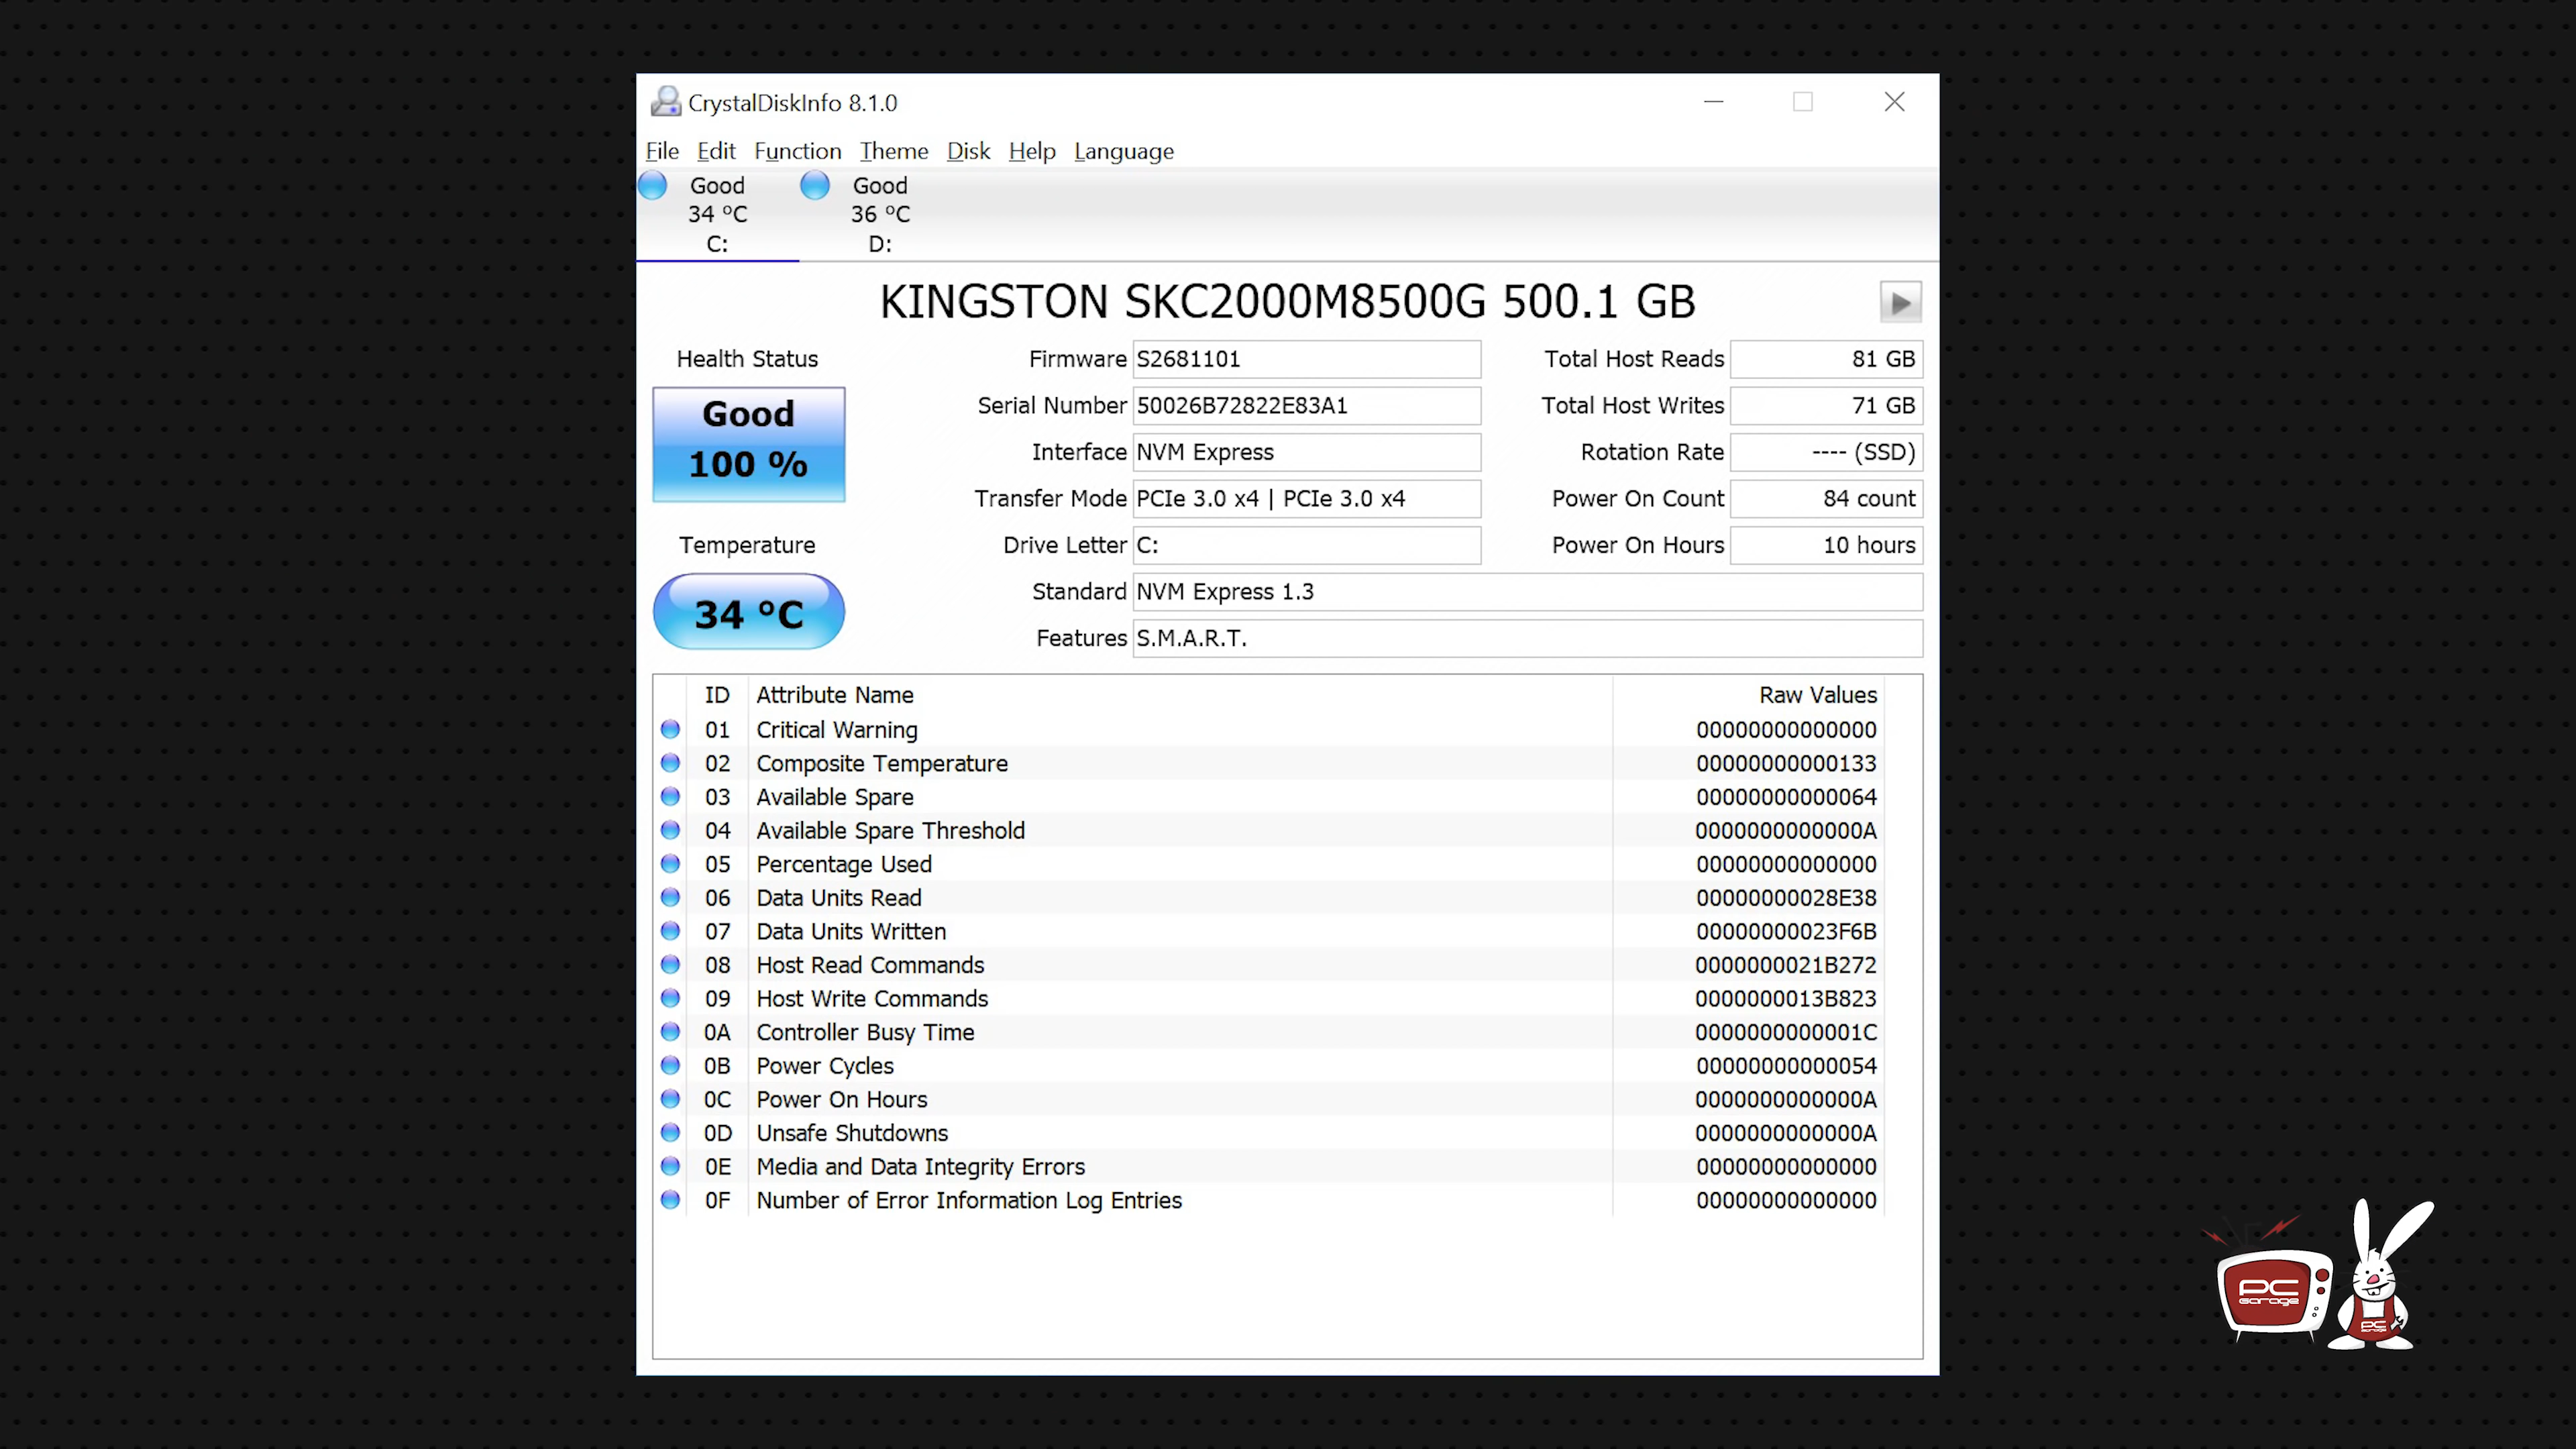 CrystalDiskInfo 8.1.0
File Edit Function Theme Disk Help Language
Good Good
34 ºC 36 ºC
C: D:
KINGSTON SKC2000M8500G 500.1 GB
Health Status
Good
100 %
Temperature
34 °C
Firmware S2681101
Serial Number 50026B72822E83A1
Interface NVM Express
Transfer Mode PCIe 3.0 x4 | PCIe 3.0 x4
Drive Letter C:
Standard NVM Express 1.3
Features S.M.A.R.T.
Total Host Reads 81 GB
Total Host Writes 71 GB
Rotation Rate ---- (SSD)
Power On Count 84 count
Power On Hours 10 hours
ID Attribute Name Raw Values
01 Critical Warning 00000000000000
02 Composite Temperature 00000000000133
03 Available Spare 00000000000064
04 Available Spare Threshold 0000000000000A
05 Percentage Used 00000000000000
06 Data Units Read 00000000028E38
07 Data Units Written 00000000023F6B
08 Host Read Commands 0000000021B272
09 Host Write Commands 0000000013B823
0A Controller Busy Time 0000000000001C
0B Power Cycles 00000000000054
0C Power On Hours 0000000000000A
0D Unsafe Shutdowns 0000000000000A
0E Media and Data Integrity Errors 00000000000000
0F Number of Error Information Log Entries 00000000000000
PC
Garage
PC
Garage